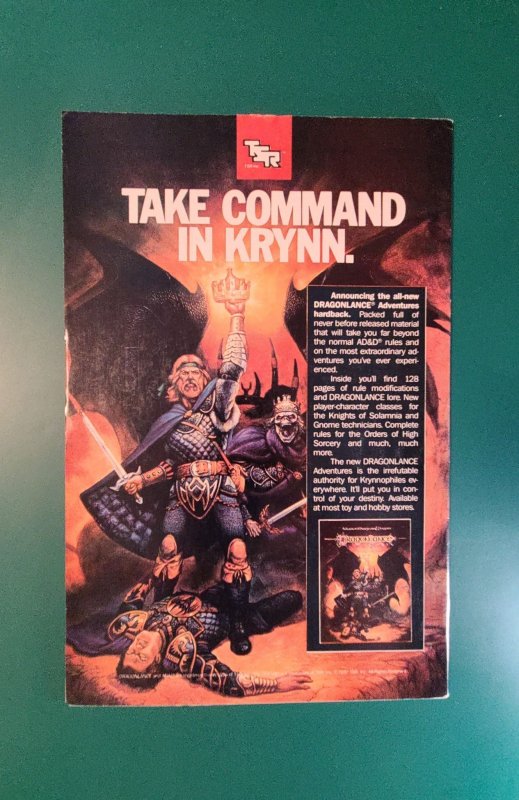 TSR
TAKE COMMAND
IN KRYNN.
Announcing the all-new
DRAGONLANCE® Adventures
hardback. Packed full of
never before released material
that will take you far beyond
the normal AD&D® rules and
on the most extraordinary ad-
ventures you've ever experi-
enced.
Inside you'll find 128
pages of rule modifications
and DRAGONLANCE lore. New
player-character classes for
the Knights of Solamnia and
Gnome technicians. Complete
rules for the Orders of High
Sorcery and much, much
more.
The new DRAGONLANCE
Adventures is the irrefutable
authority for Krynnophiles ev-
erywhere. It'll put you in con-
trol of your destiny. Available
at most toy and hobby stores.